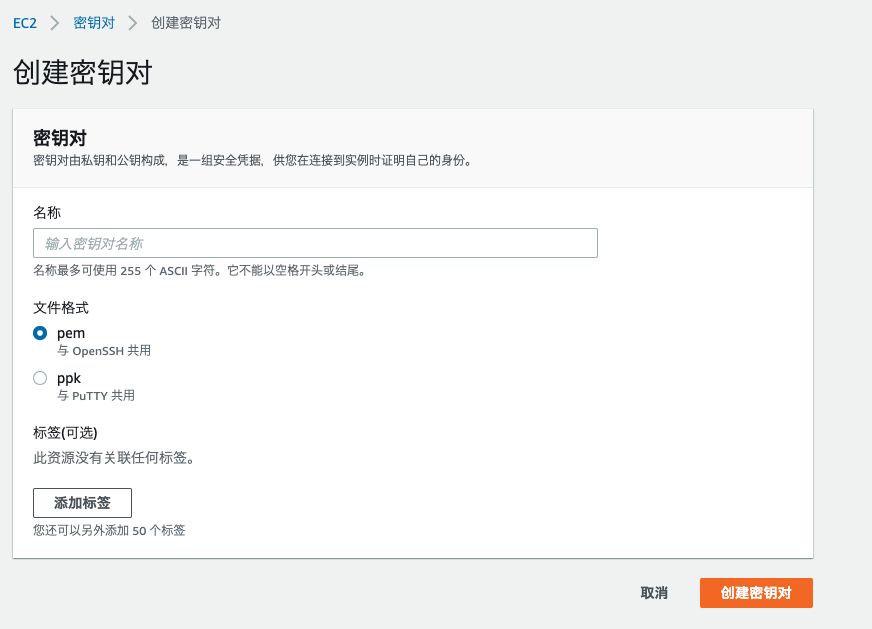 EC2 > 密钥对 > 创建密钥对
创建密钥对
密钥对
密钥对由私钥和公钥构成，是一组安全凭据，供您在连接到实例时证明自己的身份。
名称
输入密钥对名称
名称最多可使用 255 个 ASCII 字符。它不能以空格开头或结尾。
文件格式
pem
与 OpenSSH 共用
ppk
与 PuTTY 共用
标签(可选)
此资源没有关联任何标签。
添加标签
您还可以另外添加 50 个标签
取消 创建密钥对